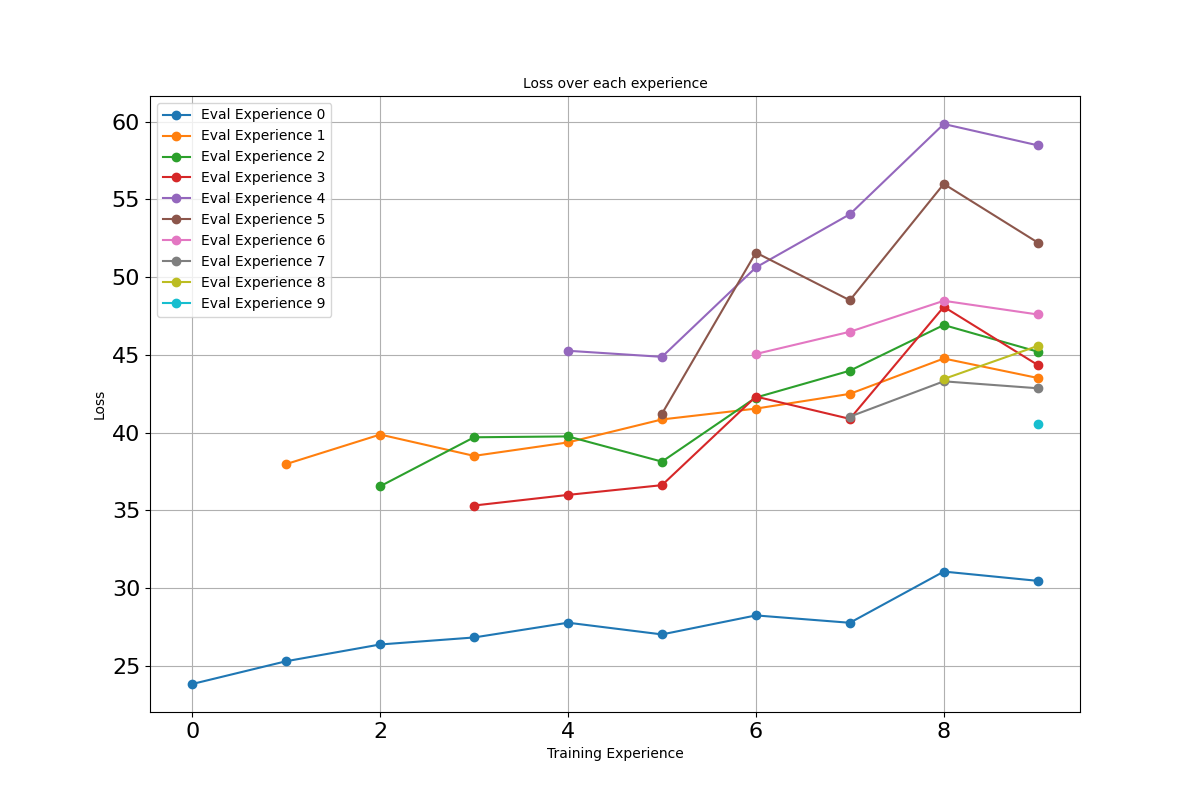 Loss over each experience
Eval Experience 0
Eval Experience 1
Eval Experience 2
Eval Experience 3
Eval Experience 4
Eval Experience 5
Eval Experience 6
Eval Experience 7
Eval Experience 8
Eval Experience 9
60
55
50
45
40
35
30
25
Loss
0 2 4 6 8
Training Experience